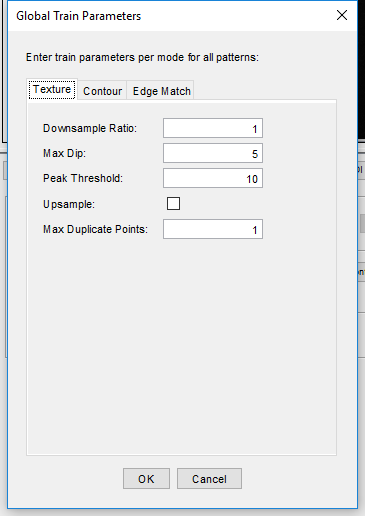 Global Train Parameters
Enter train parameters per mode for all patterns:
Texture Contour Edge Match
Downsample Ratio: 1
Max Dip: 5
Peak Threshold: 10
Upsample:
Max Duplicate Points: 1
OK Cancel